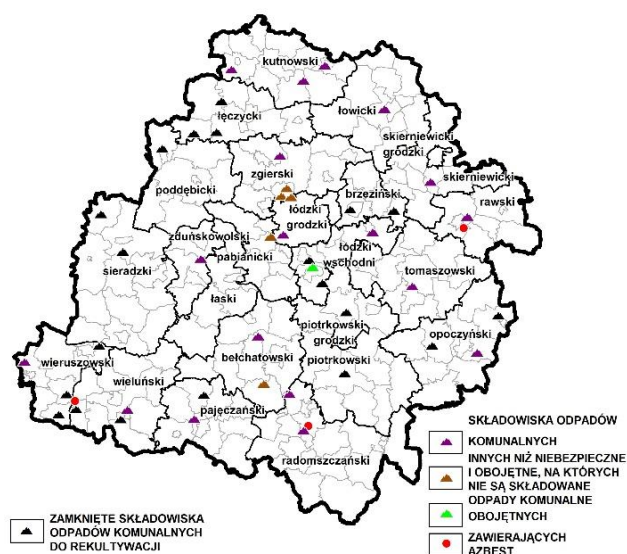 kutnowski
łęczycki
łowicki
skierniewicki
grodzki
zgierski
skierniewicki
poddębicki
brzeziński
rawski
łódzki
grodzki
zduńskowolski
łódzki
pabianicki
wschodni
sieradzki
tomaszowski
łaski
piotrkowski
grodzki
opoczyński
wieruszowski
bełchatowski
piotrkowski
wieluński
pajęczański
radomszczański
SKŁADOWISKA ODPADÓW
KOMUNALNYCH
INNYCH NIŻ NIEBEZPIECZNE
I OBOJĘTNE, NA KTÓRYCH
NIE SĄ SKŁADOWANE
ODPADY KOMUNALNE
OBOJĘTNYCH
ZAWIERAJĄCYCH
AZBEST
ZAMKNIĘTE SKŁADOWISKA
ODPADÓW KOMUNALNYCH
DO REKULTYWACJI